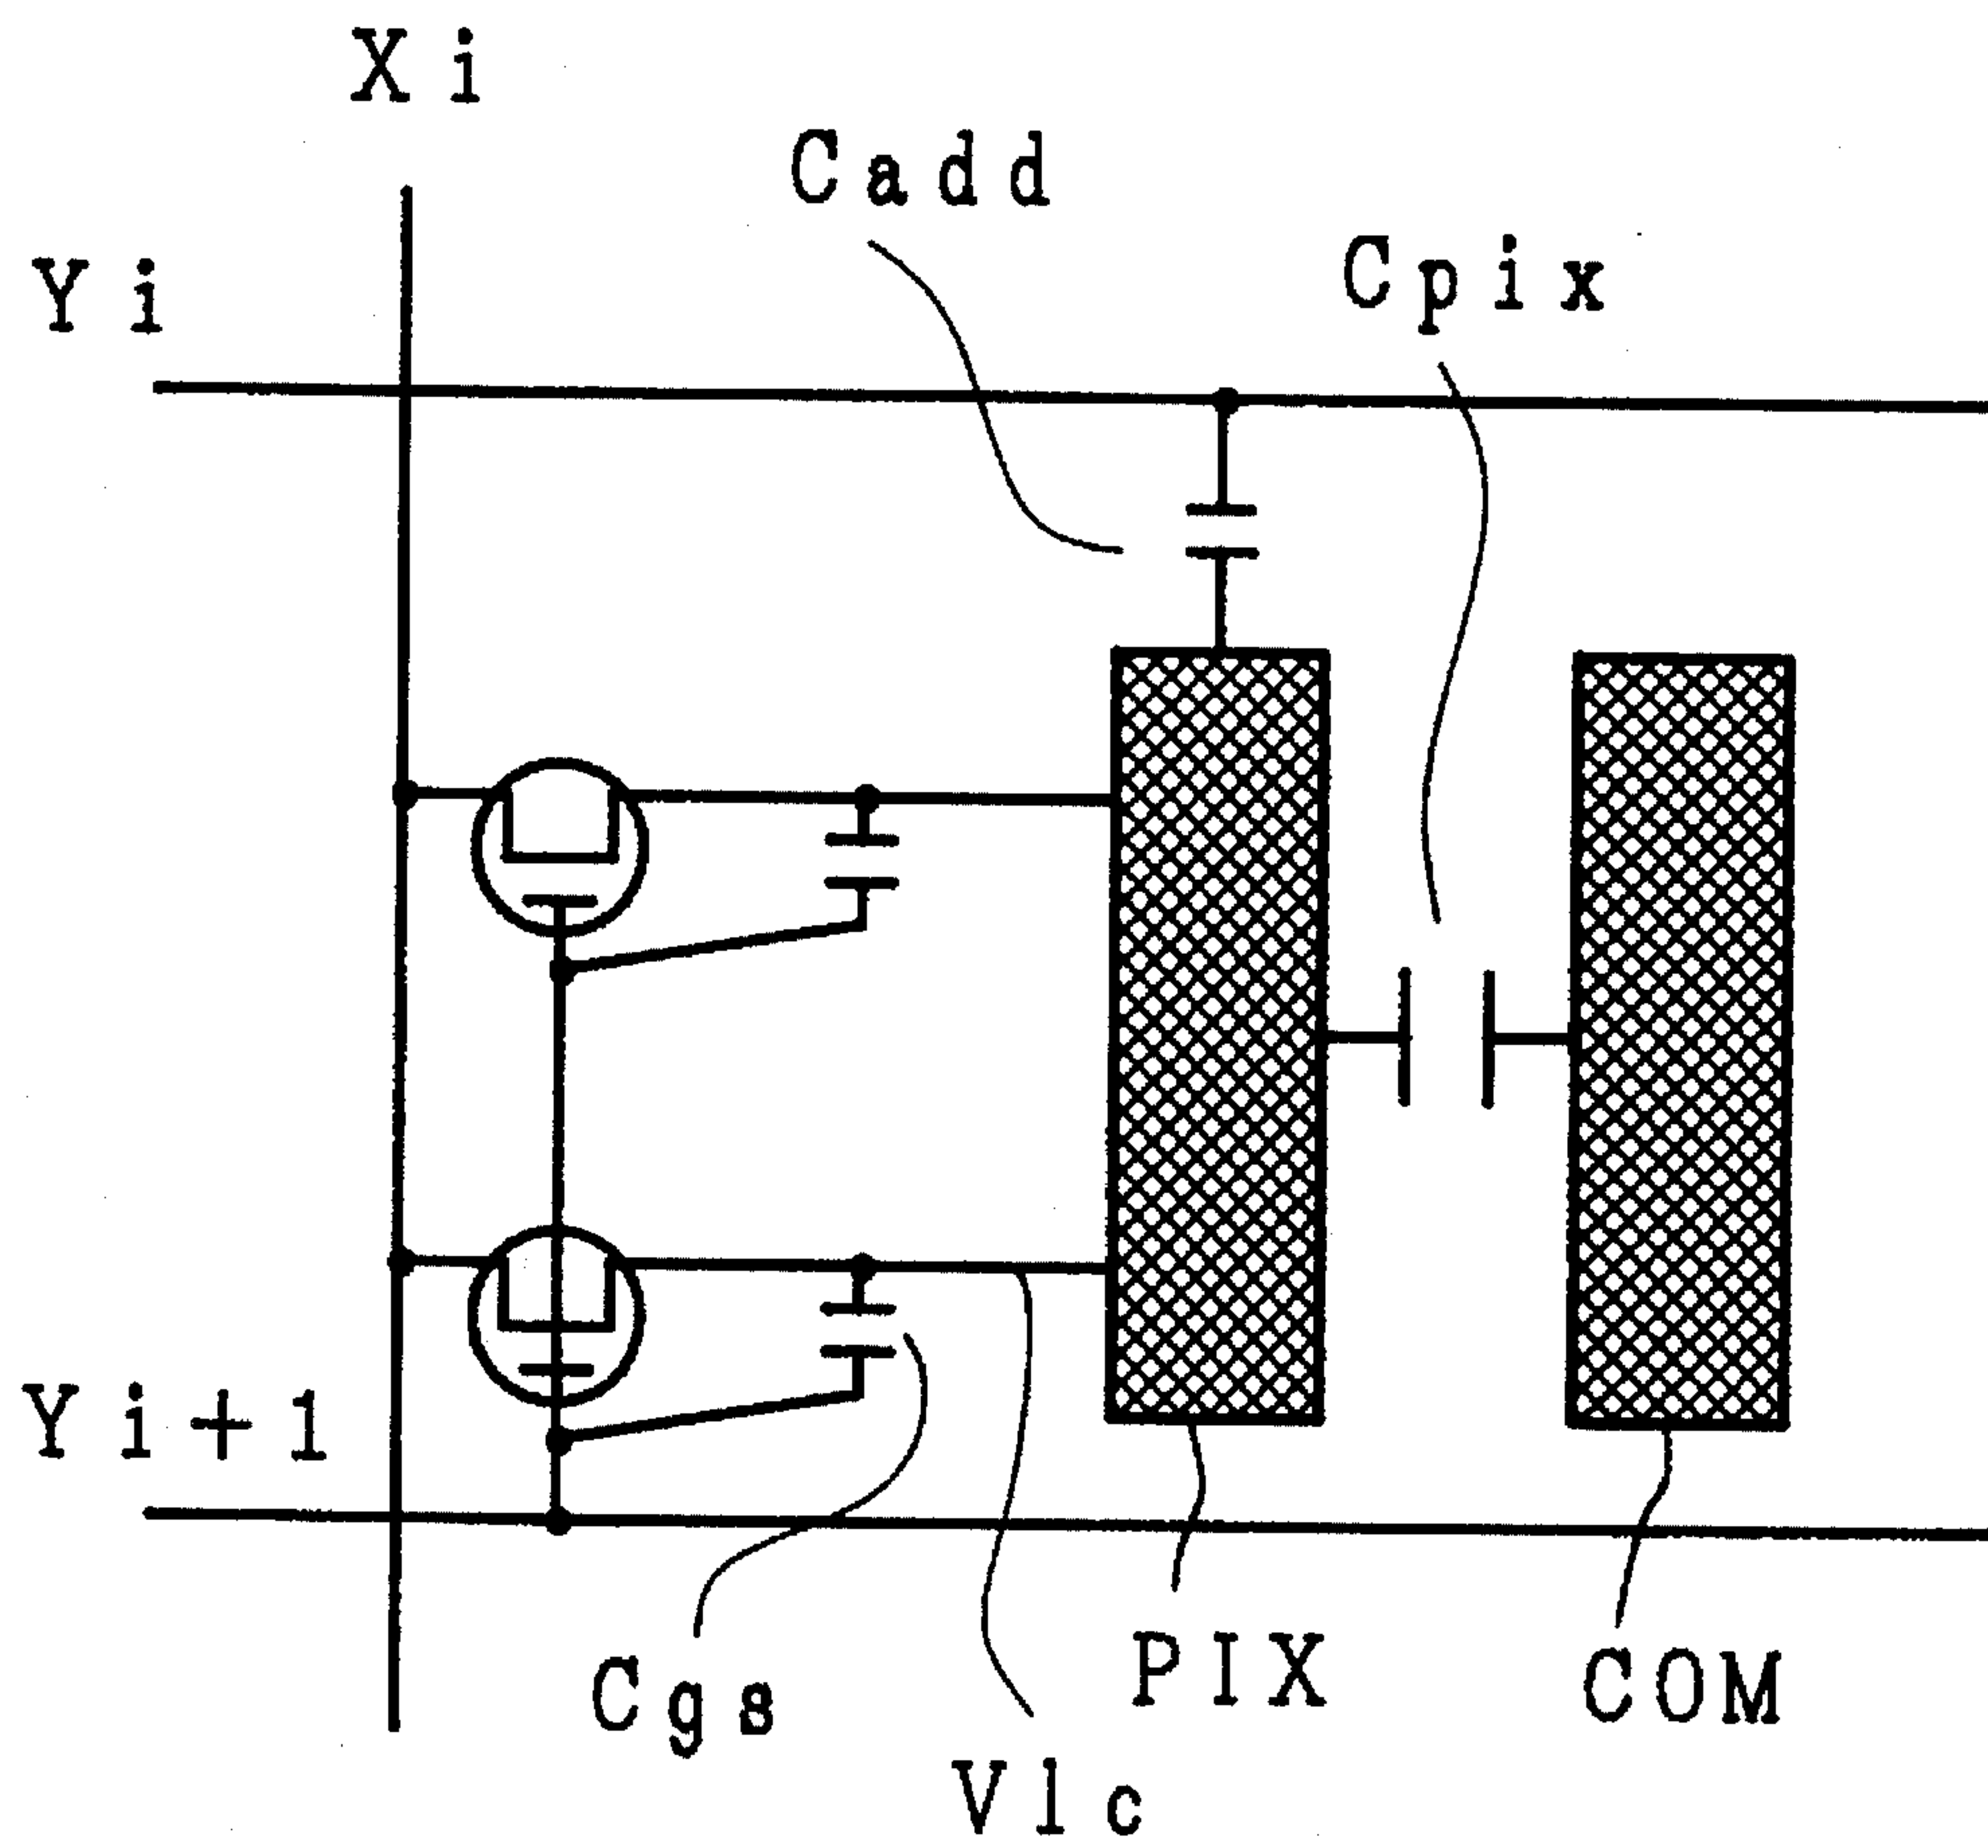 Xi
Cadd
Yi
Cpix
Yi+1
Cgs
PIX
COM
Vlc